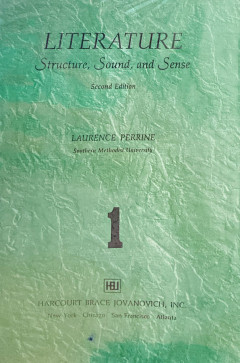 LITERATURE
Structure, Sound, and Sense
Second Edition
LAURENCE PERRINE
Southern Methodist University
1
HBJ
HARCOURT BRACE JOVANOVICH, INC.
New York Chicago San Francisco Atlanta